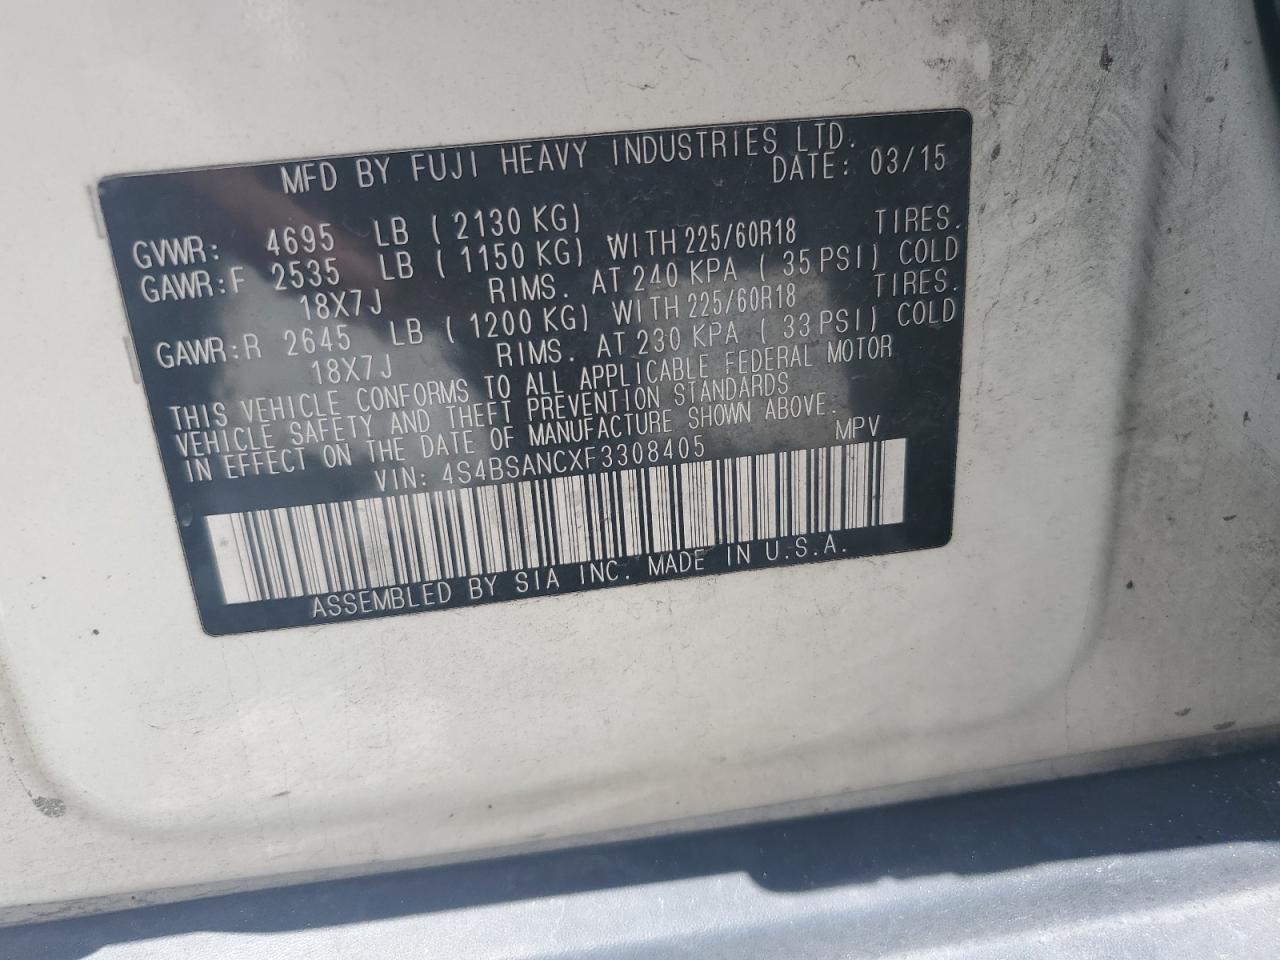 MFD BY FUJI HEAVY INDUSTRIES LTD.
DATE: 03/15
GVWR: 4695 LB ( 2130 KG)
GAWR:F 2535 LB ( 1150 KG) WITH 225/60R18 TIRES.
18X7J RIMS. AT 240 KPA ( 35 PSI) COLD
GAWR:R 2645 LB ( 1200 KG) WITH 225/60R18 TIRES.
18X7J RIMS. AT 230 KPA ( 33 PSI) COLD
THIS VEHICLE CONFORMS TO ALL APPLICABLE FEDERAL MOTOR
VEHICLE SAFETY AND THEFT PREVENTION STANDARDS
IN EFFECT ON THE DATE OF MANUFACTURE SHOWN ABOVE.
VIN: 4S4BSANCXF3308405 MPV
ASSEMBLED BY SIA INC. MADE IN U.S.A.